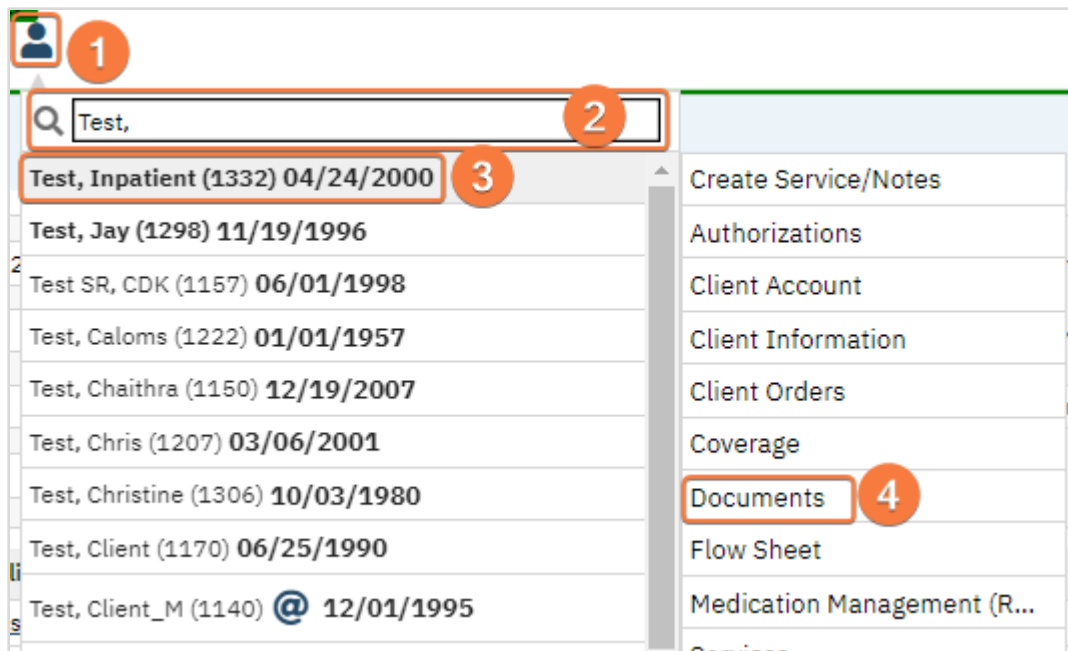 1
Test,
2
Test, Inpatient (1332) 04/24/2000
3
Test, Jay (1298) 11/19/1996
Test SR, CDK (1157) 06/01/1998
Test, Caloms (1222) 01/01/1957
Test, Chaithra (1150) 12/19/2007
Test, Chris (1207) 03/06/2001
Test, Christine (1306) 10/03/1980
Test, Client (1170) 06/25/1990
Test, Client_M (1140) @ 12/01/1995
Create Service/Notes
Authorizations
Client Account
Client Information
Client Orders
Coverage
Documents
4
Flow Sheet
Medication Management (R...